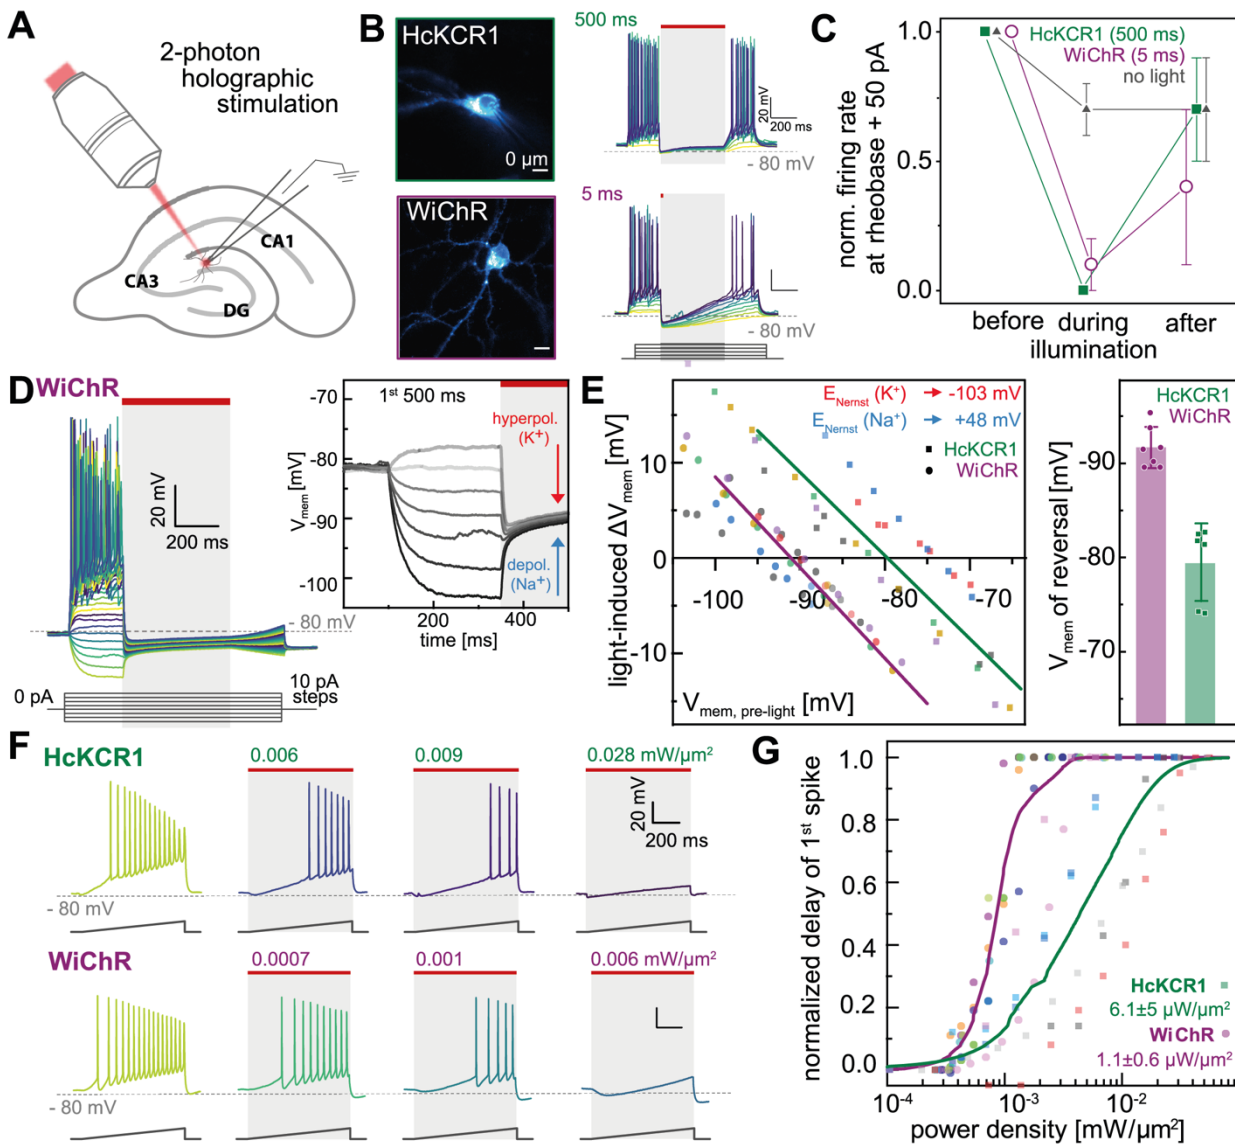 A
2-photon
holographic
stimulation
CA1
CA3
DG
B
HcKCR1
0 µm
WiChR
500 ms
20 mV
200 ms
- 80 mV
5 ms
- 80 mV
C
norm. firing rate
at rheobase + 50 pA
1.0
0.5
0.0
HcKCR1 (500 ms)
WiChR (5 ms)
no light
before
during
after
illumination
D
WiChR
20 mV
200 ms
- 80 mV
0 pA
10 pA
steps
1st 500 ms
Vmem [mV]
-70
-80
-90
-100
hyperpol.
(K+)
depol.
(Na+)
200
400
time [ms]
E
light-induced ΔVmem [mV]
10
0
-10
ENernst (K+) → -103 mV
ENernst (Na+) → +48 mV
HcKCR1
WiChR
-100
-90
-80
-70
Vmem, pre-light [mV]
Vmem of reversal [mV]
-90
-80
-70
HcKCR1
WiChR
F
HcKCR1
0.006
0.009
0.028 mW/µm²
20 mV
200 ms
- 80 mV
WiChR
0.0007
0.001
0.006 mW/µm²
- 80 mV
G
normalized delay of 1st spike
1.0
0.8
0.6
0.4
0.2
0.0
HcKCR1
6.1±5 µW/µm²
WiChR
1.1±0.6 µW/µm²
10-4
10-3
10-2
power density [mW/µm²]